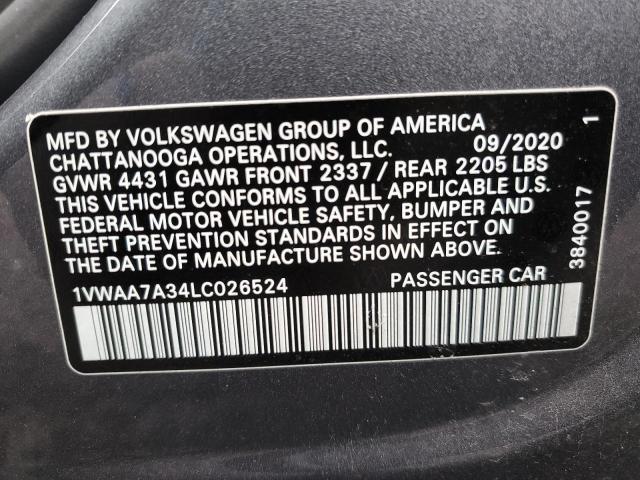 MFD BY VOLKSWAGEN GROUP OF AMERICA
CHATTANOOGA OPERATIONS, LLC. 09/2020
GVWR 4431 GAWR FRONT 2337 / REAR 2205 LBS
THIS VEHICLE CONFORMS TO ALL APPLICABLE U.S.
FEDERAL MOTOR VEHICLE SAFETY, BUMPER AND
THEFT PREVENTION STANDARDS IN EFFECT ON
THE DATE OF MANUFACTURE SHOWN ABOVE.
1VWAA7A34LC026524 PASSENGER CAR
3840017 1